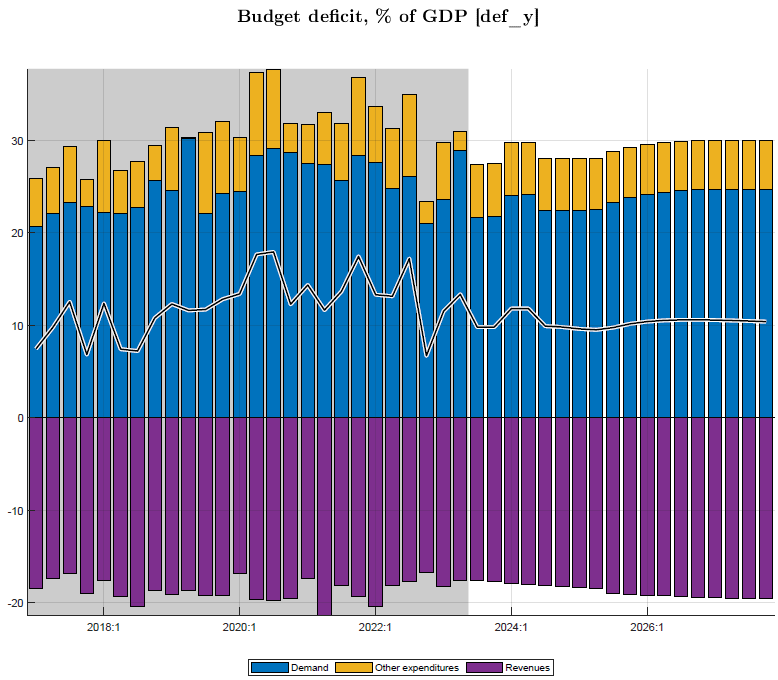 Budget deficit, % of GDP [def_y]
30
20
10
0
-10
-20
2018:1 2020:1 2022:1 2024:1 2026:1
Demand Other expenditures Revenues